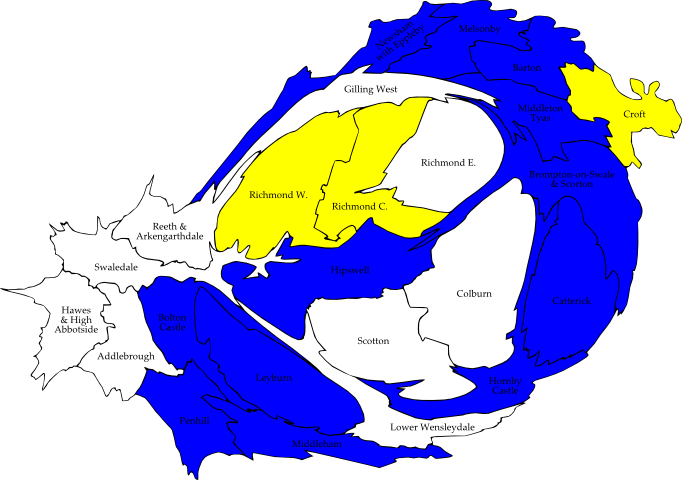 Newsham
with Eppleby
Melsonby
Barton
Gilling West
Middleton
Tyas
Croft
Richmond E.
Brompton-on-Swale
& Scorton
Richmond W.
Richmond C.
Reeth &
Arkengarthdale
Swaledale
Hipswell
Colburn
Catterick
Hawes
& High
Abbotside
Bolton
Castle
Scotton
Addlebrough
Leyburn
Hornby
Castle
Penhill
Lower Wensleydale
Middleham